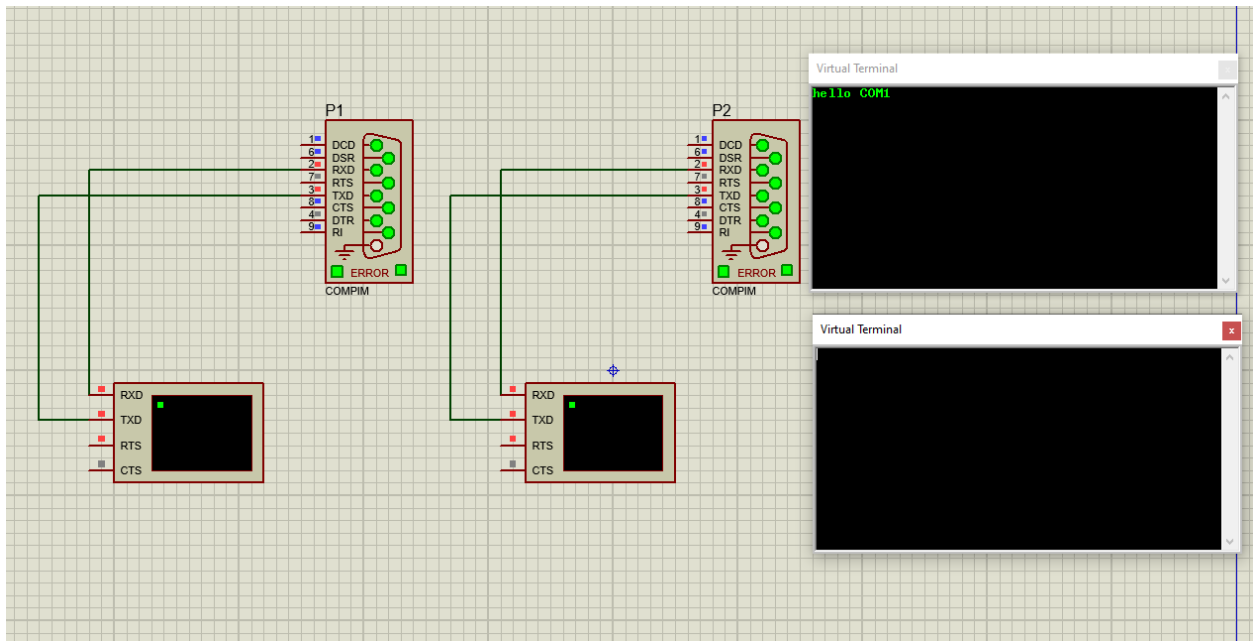 P1
1 DCD
6 DSR
2 RXD
7 RTS
3 TXD
8 CTS
4 DTR
9 RI
ERROR
COMPIM
P2
1 DCD
6 DSR
2 RXD
7 RTS
3 TXD
8 CTS
4 DTR
9 RI
ERROR
COMPIM
Virtual Terminal
x
hello COM1
Virtual Terminal
x
RXD
TXD
RTS
CTS
RXD
TXD
RTS
CTS